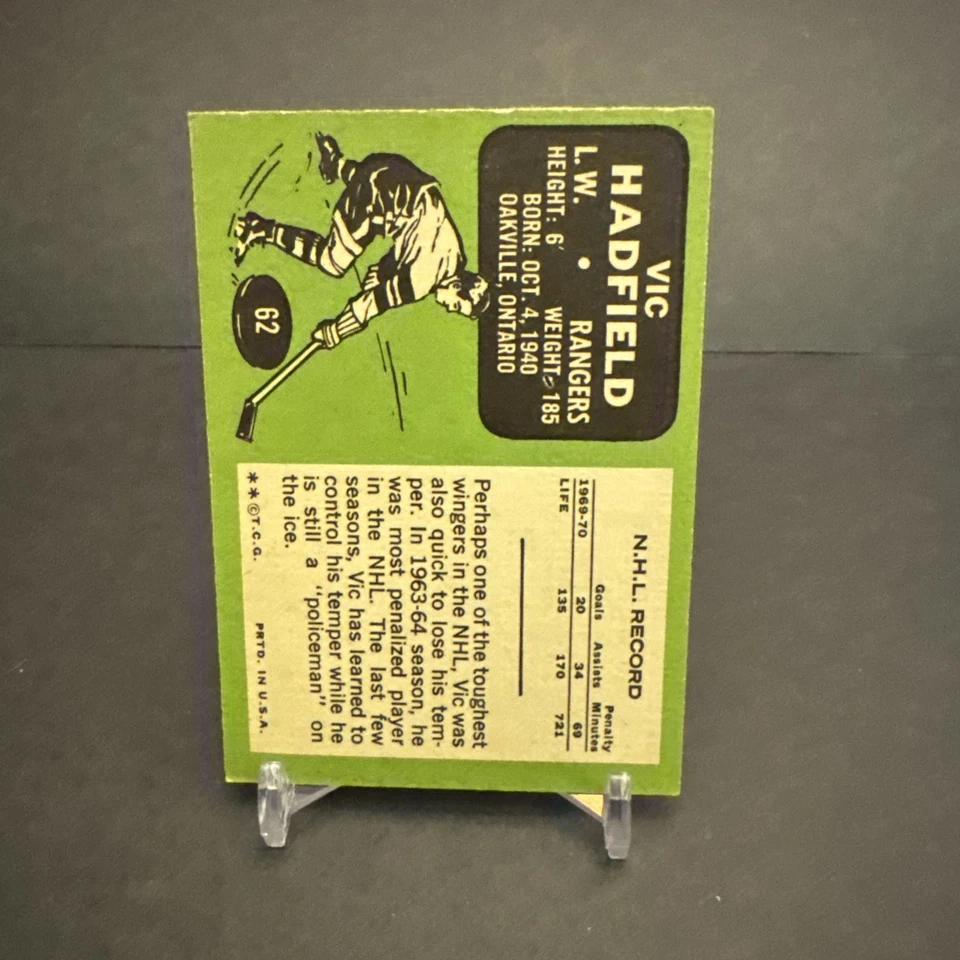 VIC
HADFIELD
L.W. • RANGERS
HEIGHT: 6' WEIGHT: 185
BORN: OCT. 4, 1940
OAKVILLE, ONTARIO
62
N.H.L. RECORD
Goals Assists Penalty Minutes
1969-70 20 34 69
LIFE 135 170 721
Perhaps one of the toughest
wingers in the NHL, Vic was
also quick to lose his tem-
per. In 1963-64 season, he
was most penalized player
in the NHL. The last few
seasons, Vic has learned to
control his temper while he
is still a "policeman" on
the ice.
**©T.C.G. PRTD. IN U.S.A.